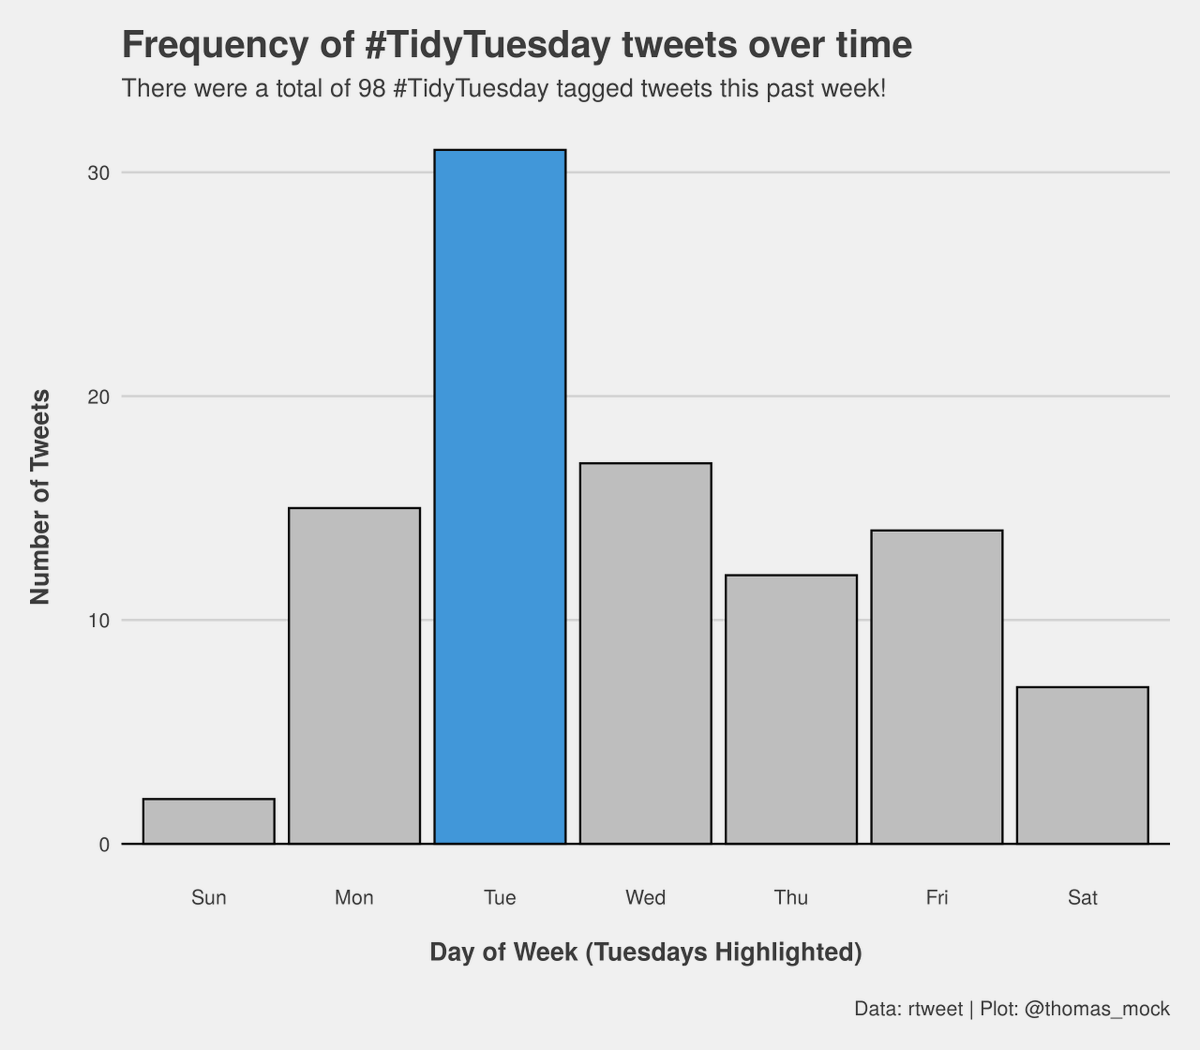 Frequency of #TidyTuesday tweets over time
There were a total of 98 #TidyTuesday tagged tweets this past week!
Number of Tweets
30
20
10
0
Sun Mon Tue Wed Thu Fri Sat
Day of Week (Tuesdays Highlighted)
Data: rtweet | Plot: @thomas_mock